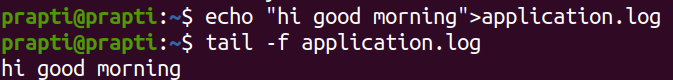 prapti@prapti:~$ echo "hi good morning">application.log
prapti@prapti:~$ tail -f application.log
hi good morning